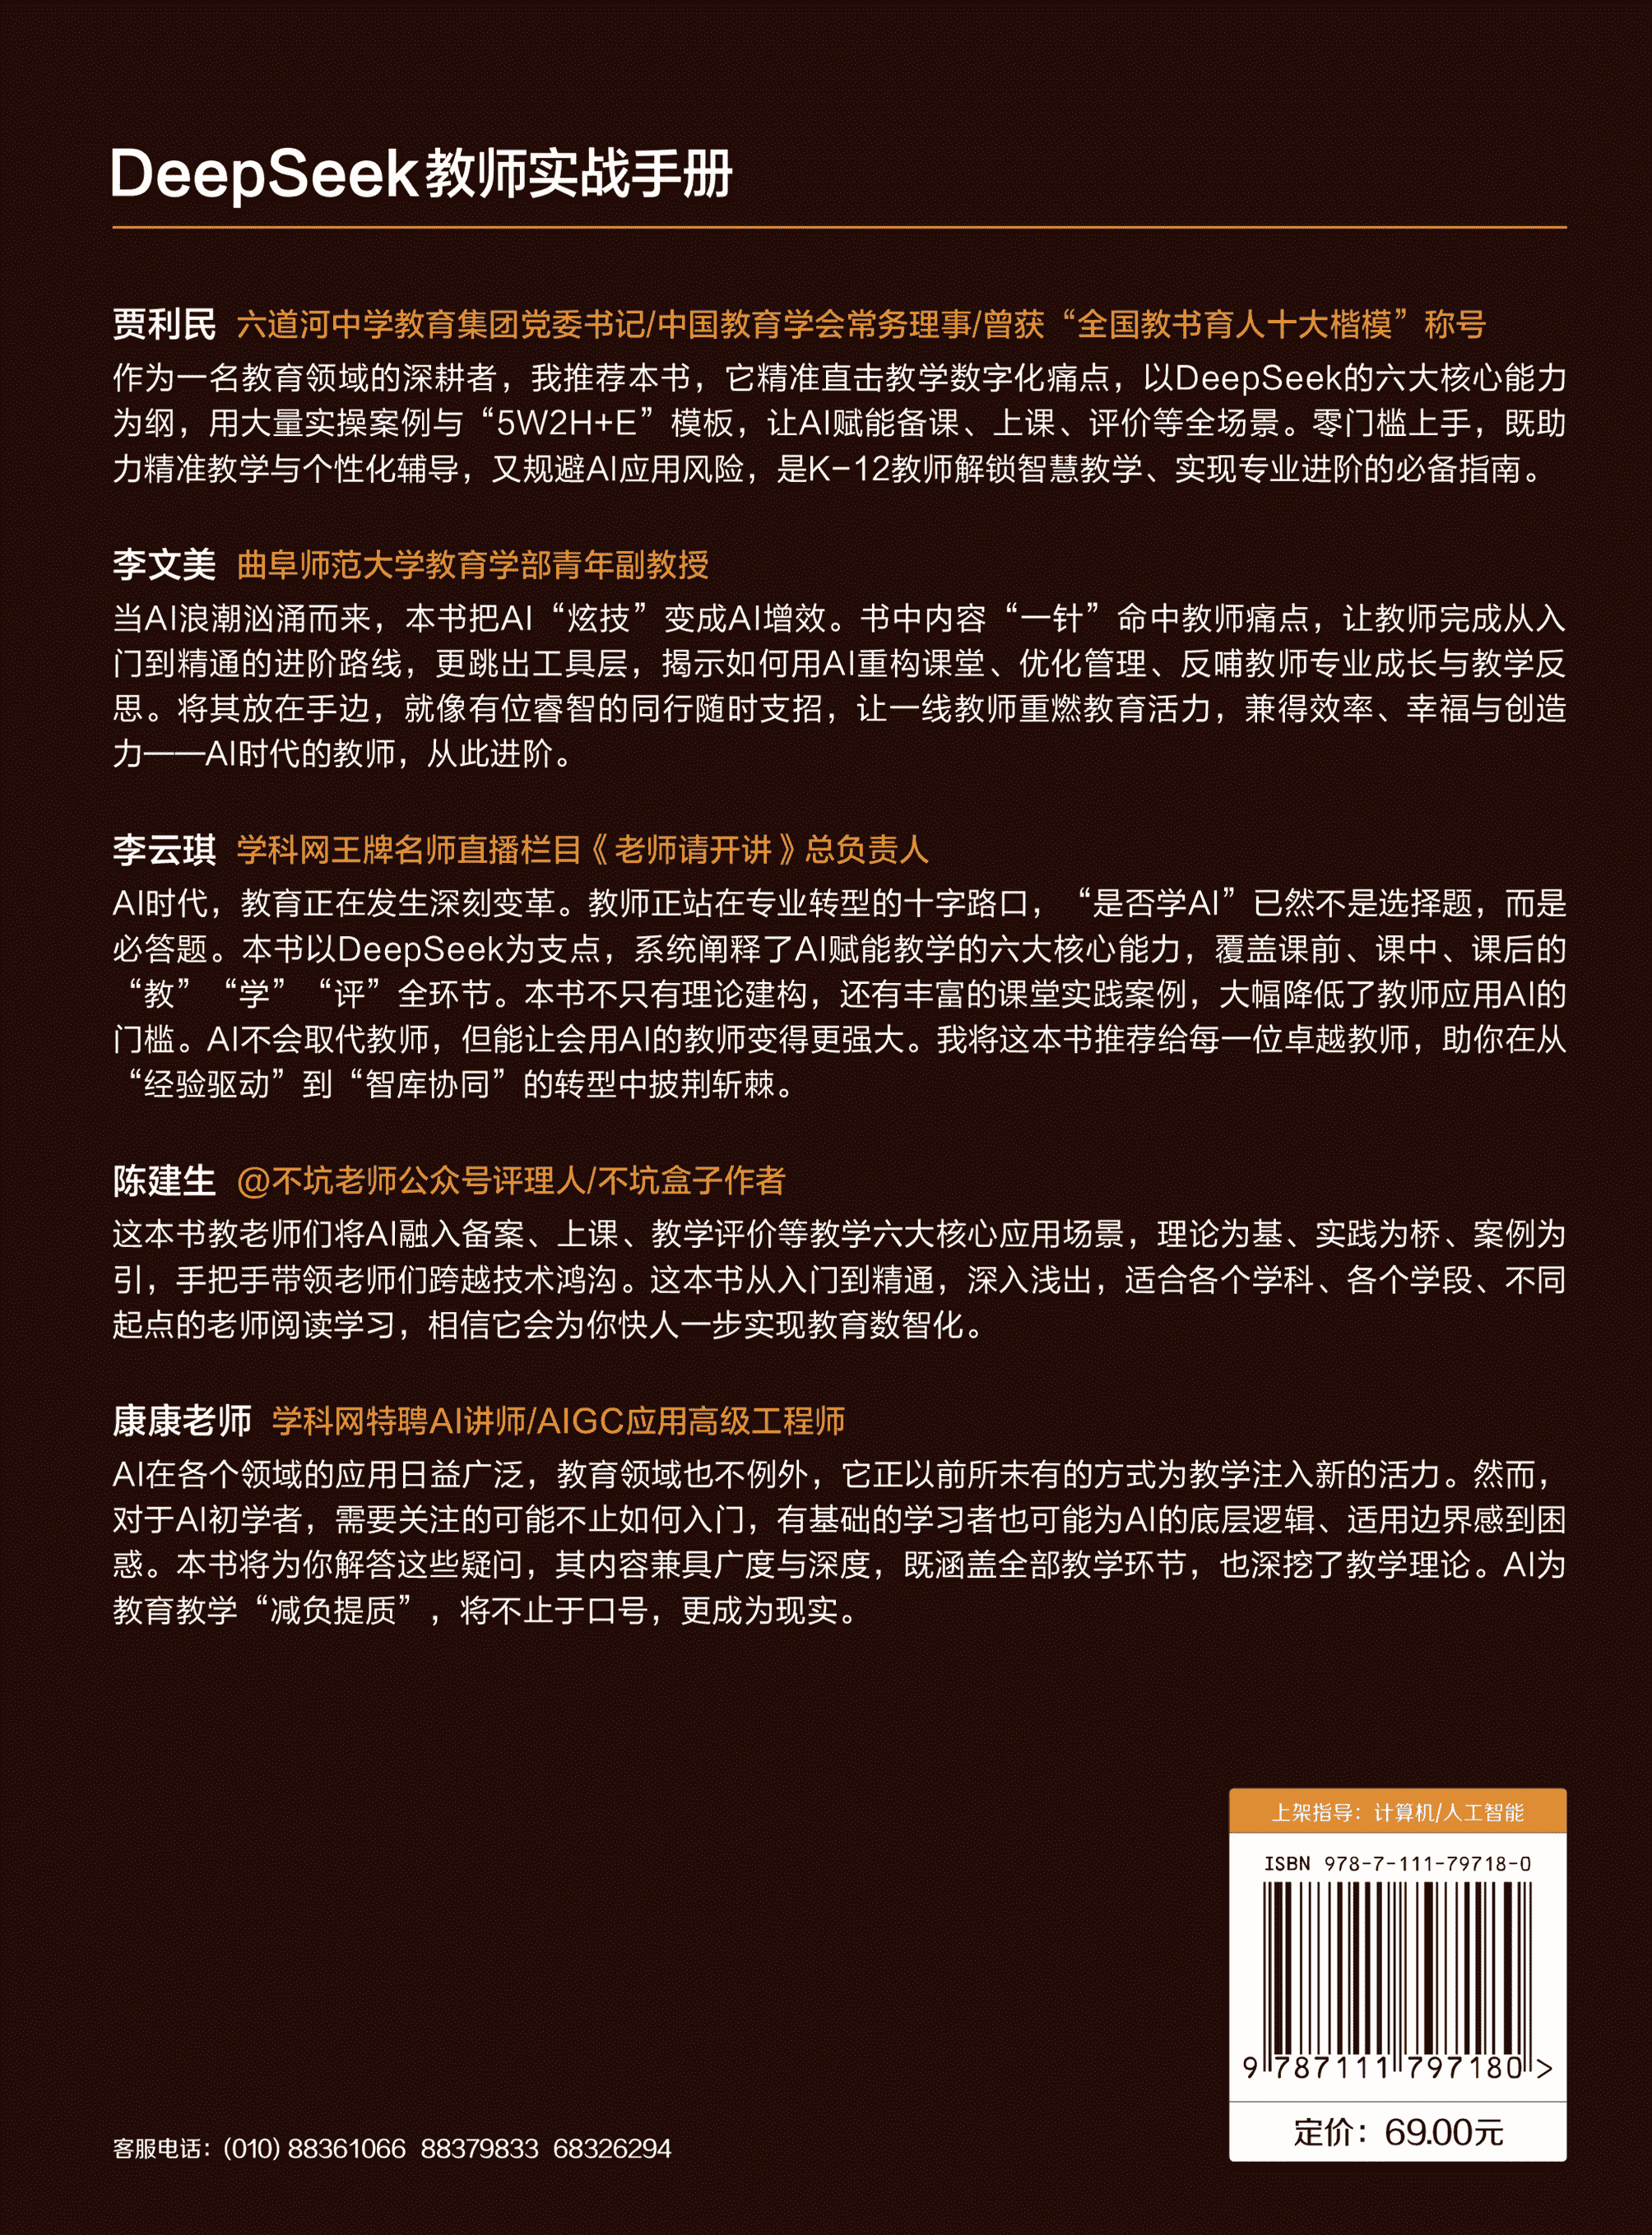 DeepSeek教师实战手册
贾利民 六道河中学教育集团党委书记/中国教育学会常务理事/曾获“全国教书育人十大楷模”称号
作为一名教育领域的深耕者，我推荐本书，它精准直击教学数字化痛点，以DeepSeek的六大核心能力
为纲，用大量实操案例与“5W2H+E”模板，让AI赋能备课、上课、评价等全场景。零门槛上手，既助
力精准教学与个性化辅导，又规避AI应用风险，是K-12教师解锁智慧教学、实现专业进阶的必备指南。
李文美 曲阜师范大学教育学部青年副教授
当AI浪潮汹涌而来，本书把AI“炫技”变成AI增效。书中内容“一针”命中教师痛点，让教师完成从入
门到精通的进阶路线，更跳出工具层，揭示如何用AI重构课堂、优化管理、反哺教师专业成长与教学反
思。将其放在手边，就像有位睿智的同行随时支招，让一线教师重燃教育活力，兼得效率、幸福与创造
力——AI时代的教师，从此进阶。
李云琪 学科网王牌名师直播栏目《老师请开讲》总负责人
AI时代，教育正在发生深刻变革。教师正站在专业转型的十字路口，“是否学AI”已然不是选择题，而是
必答题。本书以DeepSeek为支点，系统阐释了AI赋能教学的六大核心能力，覆盖课前、课中、课后的
“教”“学”“评”全环节。本书不只有理论建构，还有丰富的课堂实践案例，大幅降低了教师应用AI的
门槛。AI不会取代教师，但能让会用AI的教师变得更强大。我将这本书推荐给每一位卓越教师，助你在从
“经验驱动”到“智库协同”的转型中披荆斩棘。
陈建生 @不坑老师公众号评理人/不坑盒子作者
这本书教老师们将AI融入备案、上课、教学评价等教学六大核心应用场景，理论为基、实践为桥、案例为
引，手把手带领老师们跨越技术鸿沟。这本书从入门到精通，深入浅出，适合各个学科、各个学段、不同
起点的老师阅读学习，相信它会为你快人一步实现教育数智化。
康康老师 学科网特聘AI讲师/AIGC应用高级工程师
AI在各个领域的应用日益广泛，教育领域也不例外，它正以前所未有的方式为教学注入新的活力。然而，
对于AI初学者，需要关注的可能不止如何入门，有基础的学习者也可能为AI的底层逻辑、适用边界感到困
惑。本书将为你解答这些疑问，其内容兼具广度与深度，既涵盖全部教学环节，也深挖了教学理论。AI为
教育教学“减负提质”，将不止于口号，更成为现实。
上架指导：计算机/人工智能
ISBN 978-7-111-79718-0
9 787111 797180 >
定价：69.00元
客服电话：(010) 88361066 88379833 68326294